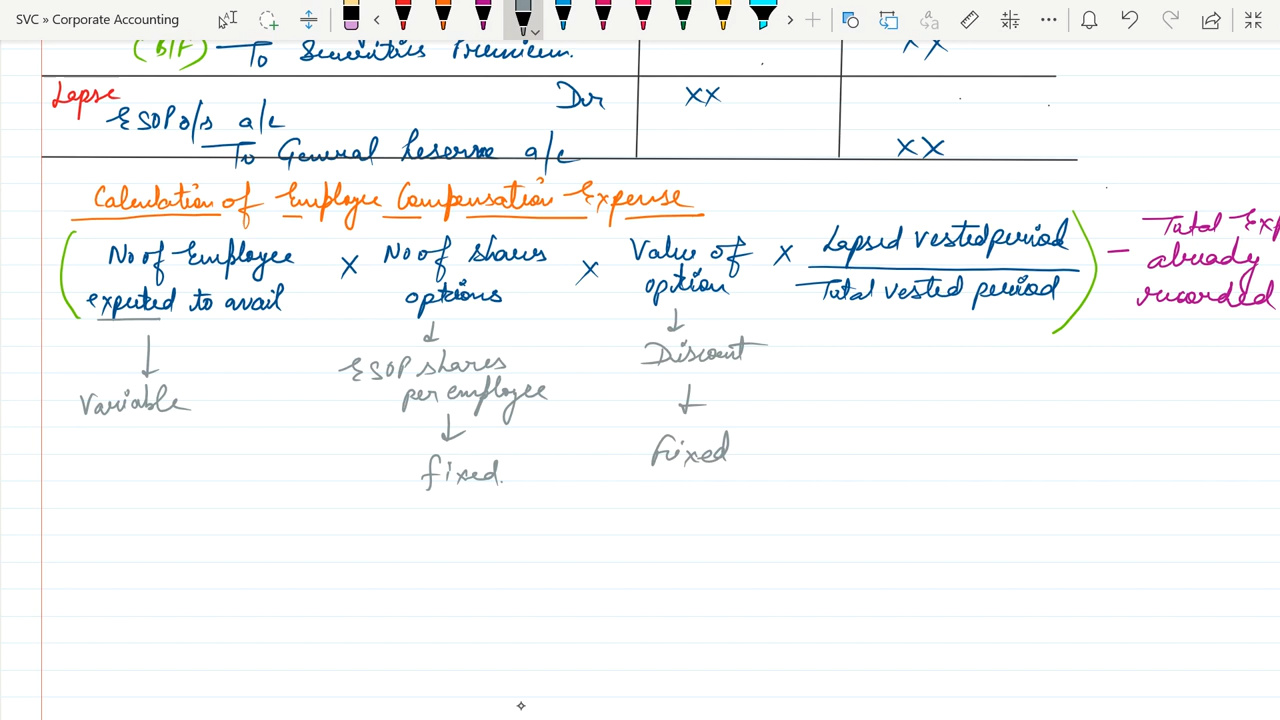 SVC » Corporate Accounting
(B/F) To Securities Premium. XX
Lapse
ESOP o/s a/c Dr XX
To General Reserve a/c XX
Calculation of Employee Compensation Expense
(No of Employee expected to avail × No of shares options × Value of option × Lapsed vested period / Total vested period) – Total Exp already recorded
↓ Variable
↓ ESOP shares per employee ↓ fixed.
↓ Discount ↓ Fixed